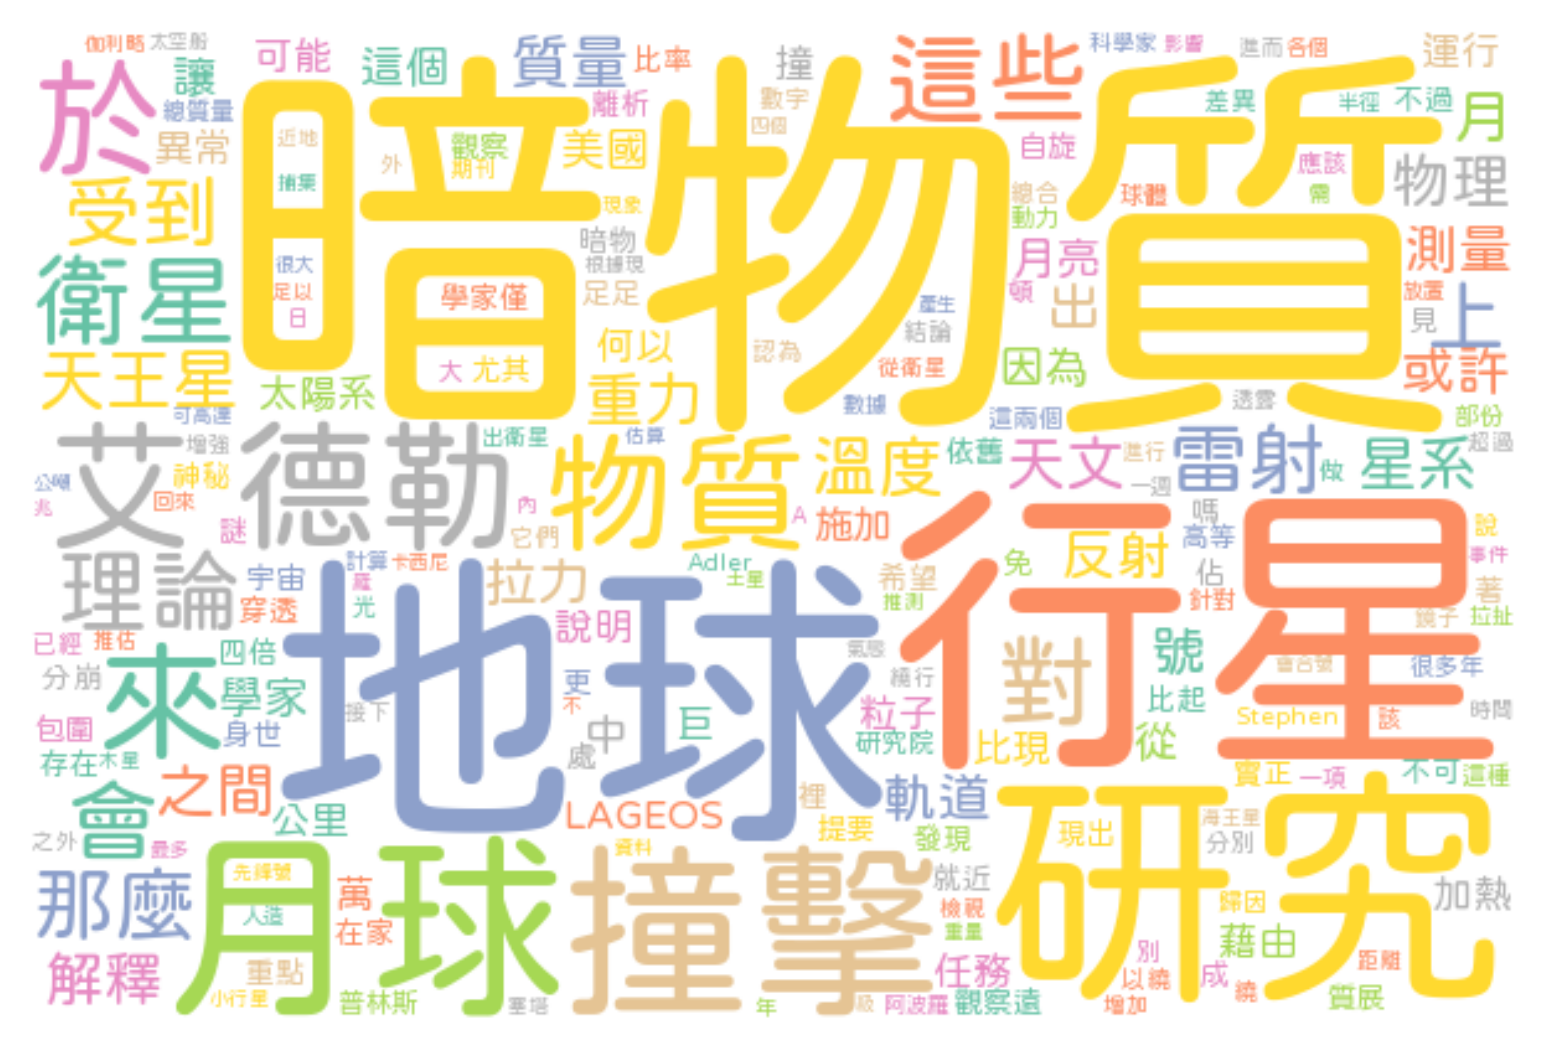 伽利略 太空船
可能
這個
質量
比率
撞
這些
科學家 影響
進而 各個
運行
於
讓
總質量
異常
暗物質
離析
數字
四個
差異
半徑
不過
月
近地
捕集
外
觀察
期刊
美國
自旋
應該
物理
受到
現象
總合
動力
球體
需
暗物
根據現
月亮
測量
衛星
很大
足以
日
學家僅
足足
產生
結論
頓
出
放置
見
上
天王星
太陽系
大
尤其
何以
重力
認為
從衛星
因為
或許
可高達
增強
數據
這兩個
透露
部份
艾德勒
出衛星
估算
物質
溫度
依舊
天文
進行
一週
雷射
做
星系
超過
公噸
兆
神秘
回來
謎
內
它們
A
施加
行星
嗎
高等
反射
說
事件
理論
宇宙
穿透
計算
卡西尼
羅
光
拉力
Adler
土星
希望
推測
免
佔
針對
著
鏡子
拉扯
已經
推估
四倍
地球
說明
氣態
對
號
會合號
很多年
分崩
來
學家
接下
更
不
繞行
粒子
比起
Stephen
該
時間
包圍
身世
中
處
巨
研究院
比現
從
存在
木星
之間
實正
一項
不可
這種
會
公里
LAGEOS
裡
提要
軌道
發現
研究
現出
海王星
分別
之外
最多
那麼
月球
先鋒號
人造
萬
在家
資料
撞擊
就近
檢視
重量
歸因
加熱
藉由
解釋
重點
小行星
普林斯
塞塔
年
級
阿波羅
任務
觀察遠
別
以繞
增加
成
繞
距離
質展